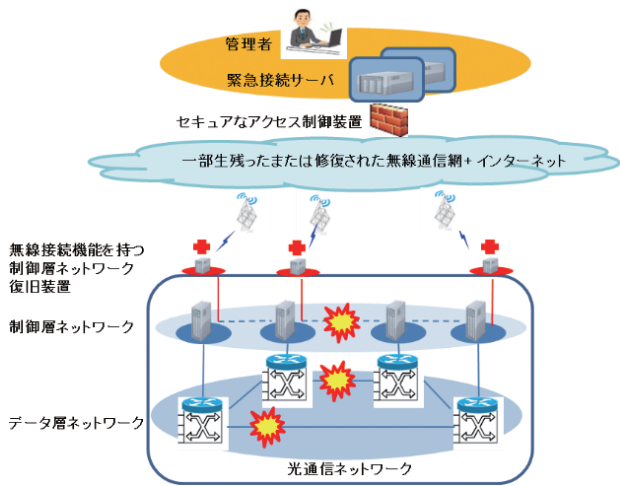 管理者
緊急接続サーバ
セキュアなアクセス制御装置
一部生残ったまたは修復された無線通信網+インターネット
無線接続機能を持つ
制御層ネットワーク
復旧装置
制御層ネットワーク
データ層ネットワーク
光通信ネットワーク